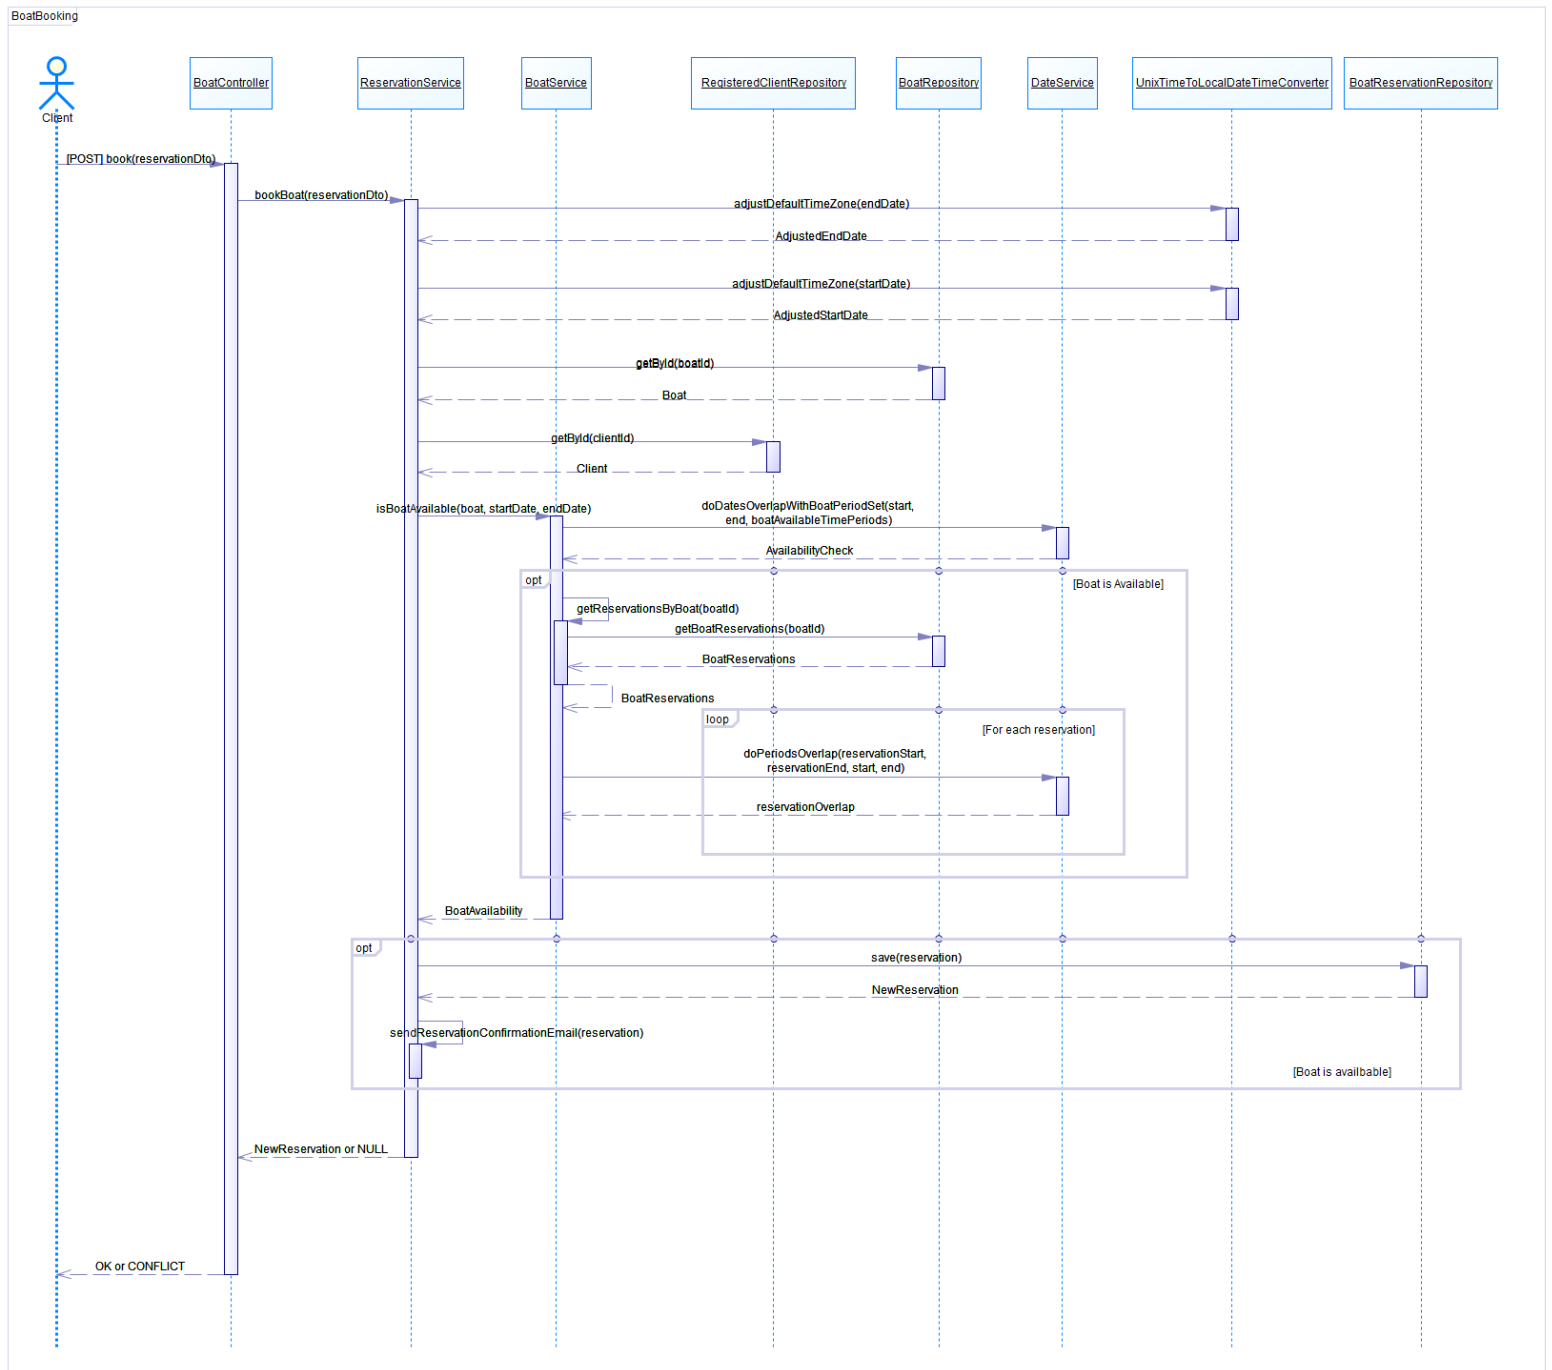 BoatBooking
Client
BoatController
ReservationService
BoatService
RegisteredClientRepository
BoatRepository
DateService
UnixTimeToLocalDateTimeConverter
BoatReservationRepository
[POST] book(reservationDto)
bookBoat(reservationDto)
adjustDefaultTimeZone(endDate)
AdjustedEndDate
adjustDefaultTimeZone(startDate)
AdjustedStartDate
getById(boatId)
Boat
getById(clientId)
Client
isBoatAvailable(boat, startDate, endDate)
doDatesOverlapWithBoatPeriodSet(start,
end, boatAvailableTimePeriods)
AvailabilityCheck
opt
[Boat is Available]
getReservationsByBoat(boatId)
getBoatReservations(boatId)
BoatReservations
BoatReservations
loop
[For each reservation]
doPeriodsOverlap(reservationStart,
reservationEnd, start, end)
reservationOverlap
BoatAvailability
opt
save(reservation)
NewReservation
sendReservationConfirmationEmail(reservation)
[Boat is availbable]
NewReservation or NULL
OK or CONFLICT